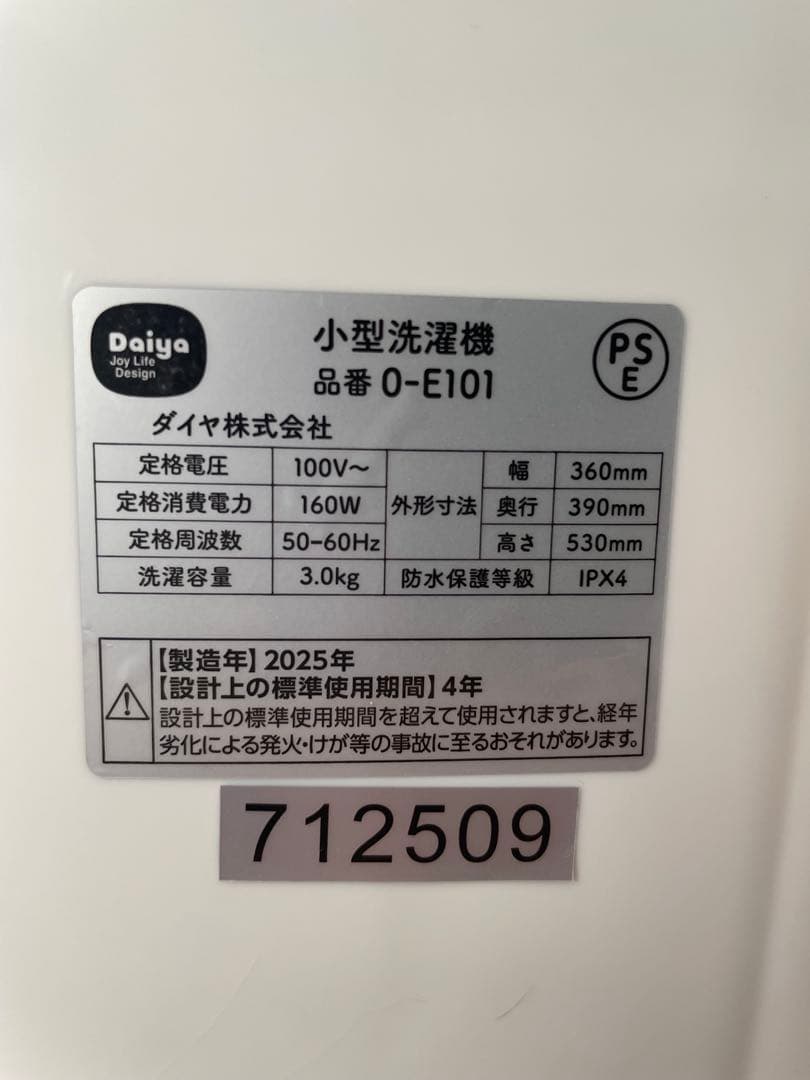 Daiya
Joy Life
Design
小型洗濯機
品番 0-E101
PS
E
ダイヤ株式会社
定格電圧 100V～ 外形寸法 幅 360mm
定格消費電力 160W 奥行 390mm
定格周波数 50-60Hz 高さ 530mm
洗濯容量 3.0kg 防水保護等級 IPX4
【製造年】2025年
【設計上の標準使用期間】4年
設計上の標準使用期間を超えて使用されますと、経年
劣化による発火・けが等の事故に至るおそれがあります。
712509